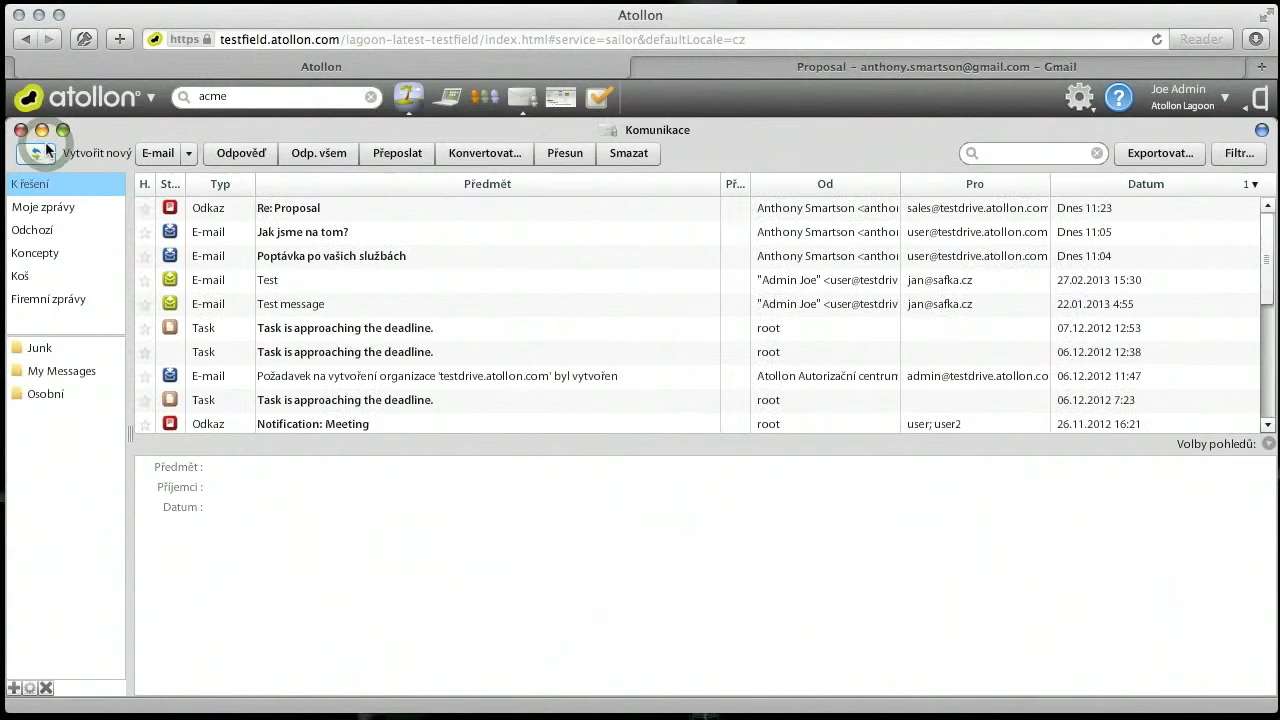 Atollon
https testfield.atollon.com/lagoon-latest-testfield/index.html#service=sailor&defaultLocale=cz Reader
Atollon Proposal – anthony.smartson@gmail.com – Gmail
atollon acme Joe Admin
Atollon Lagoon
Komunikace
Vytvořit nový E-mail Odpověď Odp. všem Přeposlat Konvertovat... Přesun Smazat Exportovat... Filtr...
K řešení
Moje zprávy
Odchozí
Koncepty
Koš
Firemní zprávy
Junk
My Messages
Osobní
H. St... Typ Předmět Př... Od Pro Datum 1
Odkaz Re: Proposal Anthony Smartson <anthor sales@testdrive.atollon.com Dnes 11:23
E-mail Jak jsme na tom? Anthony Smartson <anthor user@testdrive.atollon.com Dnes 11:05
E-mail Poptávka po vašich službách Anthony Smartson <anthor user@testdrive.atollon.com Dnes 11:04
E-mail Test "Admin Joe" <user@testdriv jan@safka.cz 27.02.2013 15:30
E-mail Test message "Admin Joe" <user@testdriv jan@safka.cz 22.01.2013 4:55
Task Task is approaching the deadline. root 07.12.2012 12:53
Task Task is approaching the deadline. root 06.12.2012 12:38
E-mail Požadavek na vytvoření organizace 'testdrive.atollon.com' byl vytvořen Atollon Autorizační centrum admin@testdrive.atollon.co 06.12.2012 11:47
Task Task is approaching the deadline. root 06.12.2012 7:23
Odkaz Notification: Meeting root user; user2 26.11.2012 16:21
Volby pohledů:
Předmět :
Příjemci :
Datum :